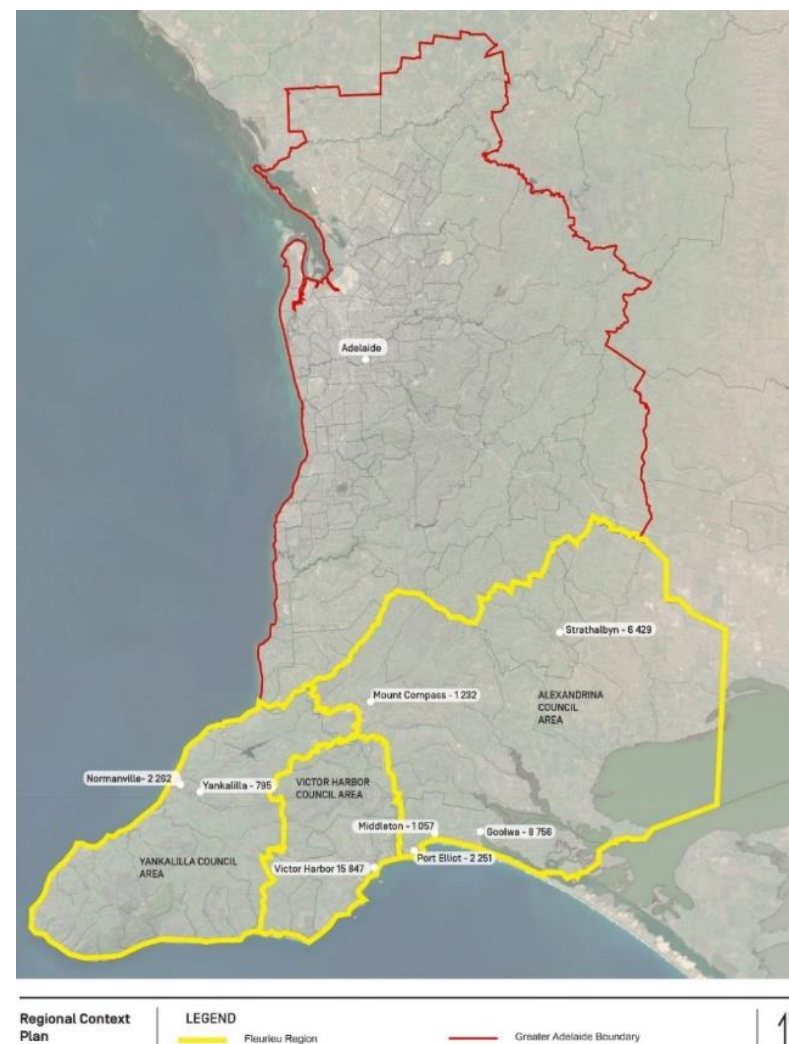 Adelaide
Strathalbyn - 6 429
Mount Compass - 1 232
ALEXANDRINA
COUNCIL
AREA
Normanville- 2 262
Yankalilla - 795
VICTOR HARBOR
COUNCIL AREA
Middleton - 1 057
Goolwa - 8 756
Port Elliot - 2 251
YANKALILLA COUNCIL
AREA
Victor Harbor 15 847
Regional Context
Plan
LEGEND
Fleurieu Region
Greater Adelaide Boundary